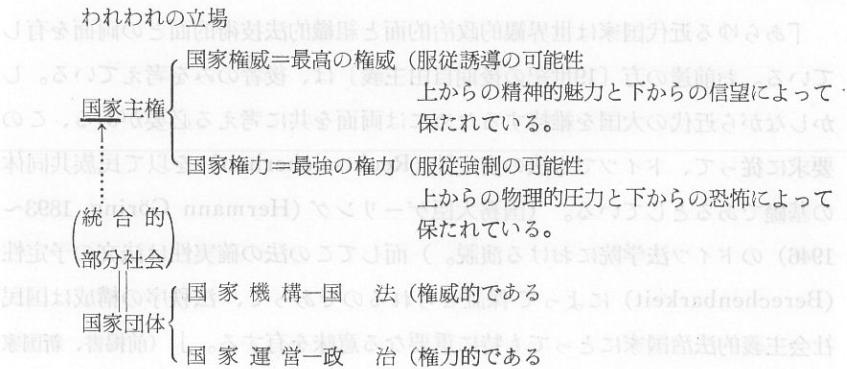 われわれの立場
国家権威=最高の権威(服従誘導の可能性
上からの精神的魅力と下からの信望によって
保たれている。
国家主権
国家権力=最強の権力(服従強制の可能性
上からの物理的圧力と下からの恐怖によって
保たれている。
(統合的)
部分社会
国家機構—国 法(権威的である
国家団体
国家運営—政 治(権力的である